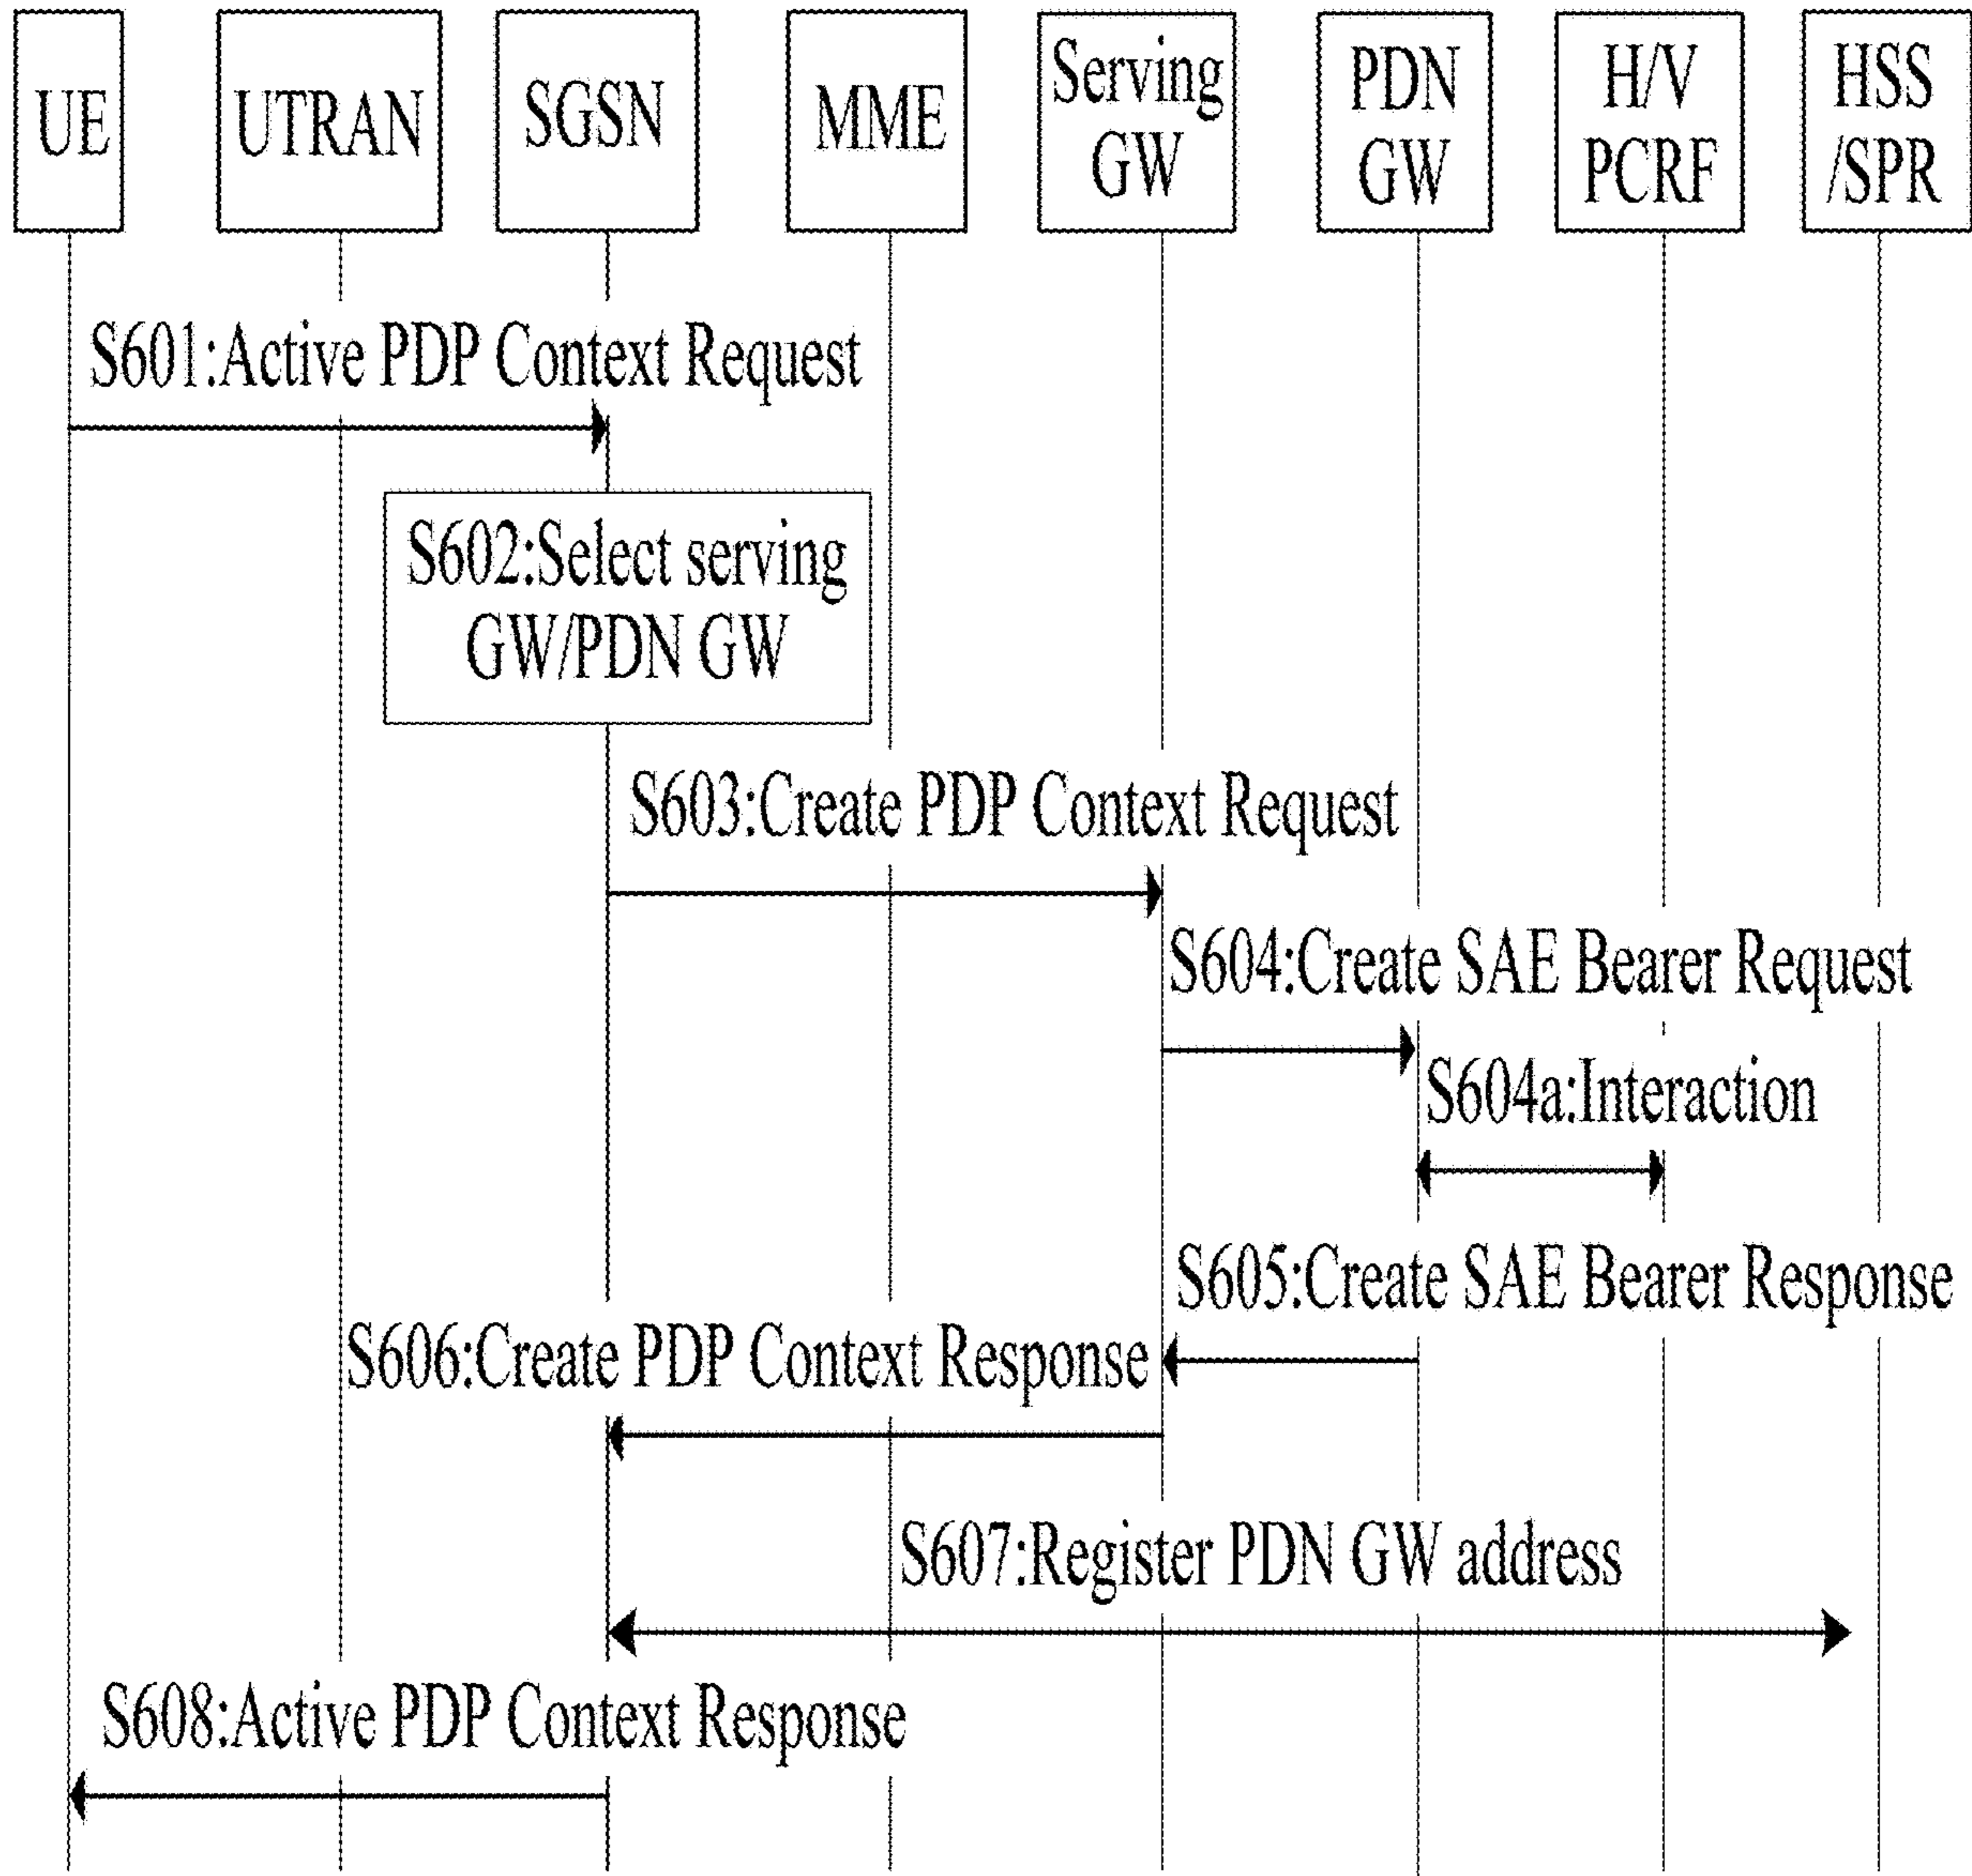 UE
UTRAN
SGSN
MME
Serving
GW
PDN
GW
H/V
PCRF
HSS
/SPR
S601:Active PDP Context Request
S602:Select serving
GW/PDN GW
S603:Create PDP Context Request
S604:Create SAE Bearer Request
S604a:Interaction
S605:Create SAE Bearer Response
S606:Create PDP Context Response
S607:Register PDN GW address
S608:Active PDP Context Response